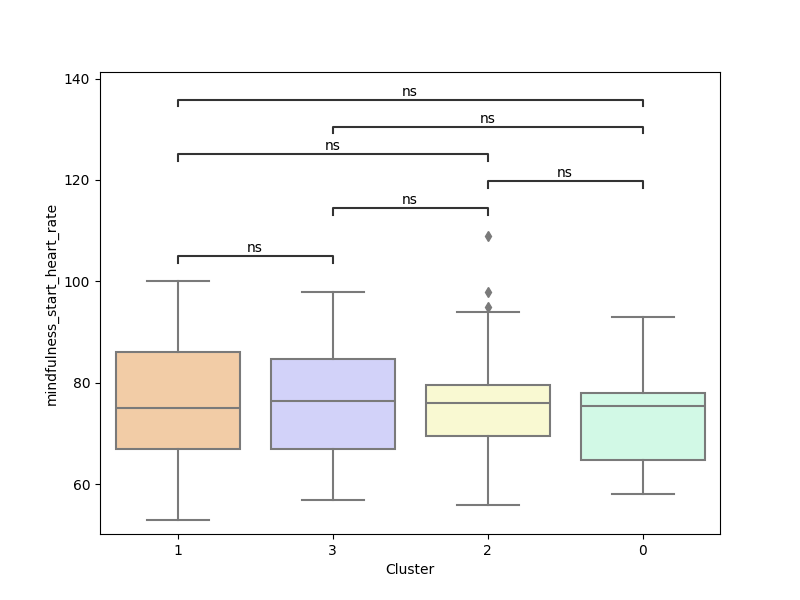 140
ns
ns
ns
120
ns
ns
ns
100
80
60
mindfulness_start_heart_rate
1 3 2 0
Cluster